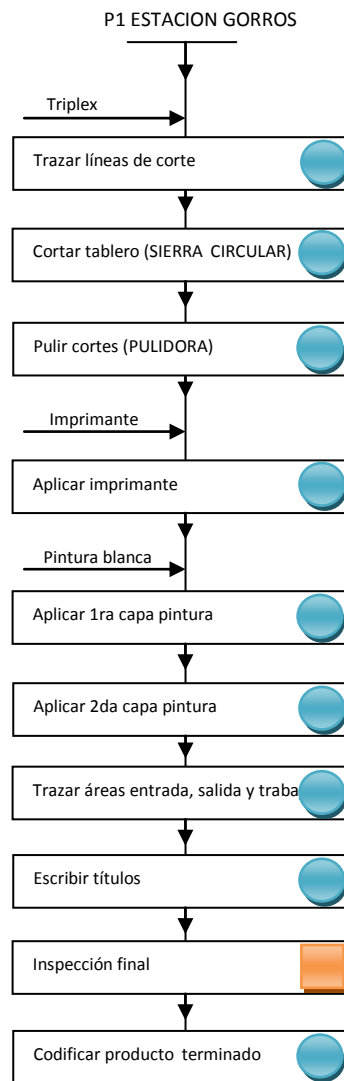 P1 ESTACION GORROS
Triplex
Trazar líneas de corte
Cortar tablero (SIERRA CIRCULAR)
Pulir cortes (PULIDORA)
Imprimante
Aplicar imprimante
Pintura blanca
Aplicar 1ra capa pintura
Aplicar 2da capa pintura
Trazar áreas entrada, salida y traba
Escribir títulos
Inspección final
Codificar producto terminado